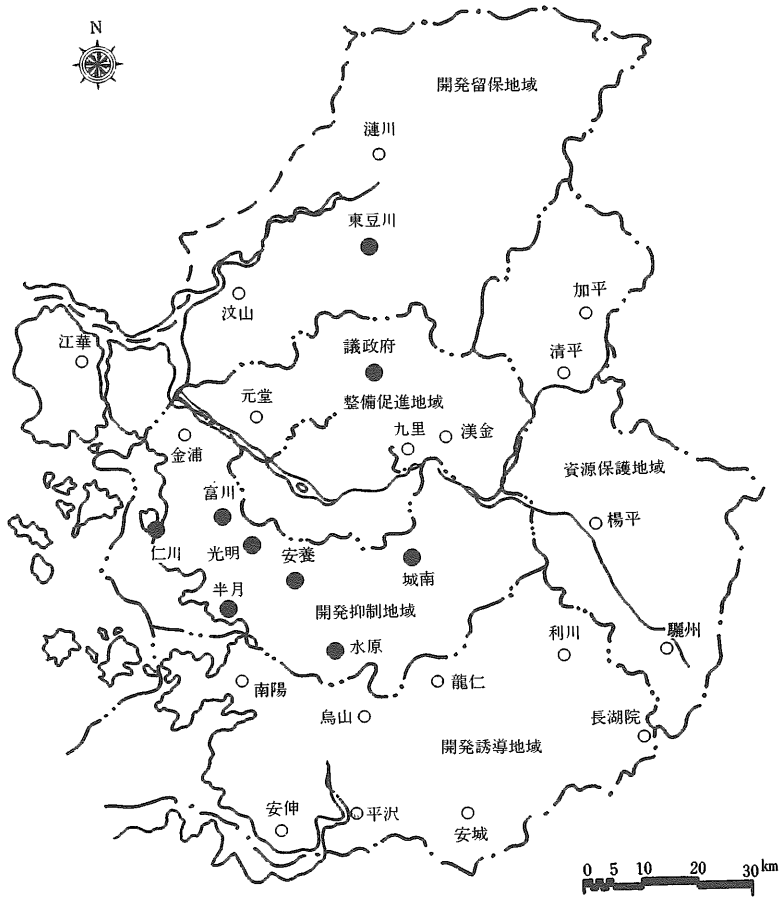 N
開発留保地域
漣川
東豆川
汶山
加平
江華
議政府
清平
元堂
整備促進地域
九里
渼金
金浦
資源保護地域
富川
楊平
仁川
光明
安養
城南
半月
開発抑制地域
水原
利川
驪州
南陽
龍仁
烏山
長湖院
開発誘導地域
安伸
平沢
安城
0 5 10 20 30 km